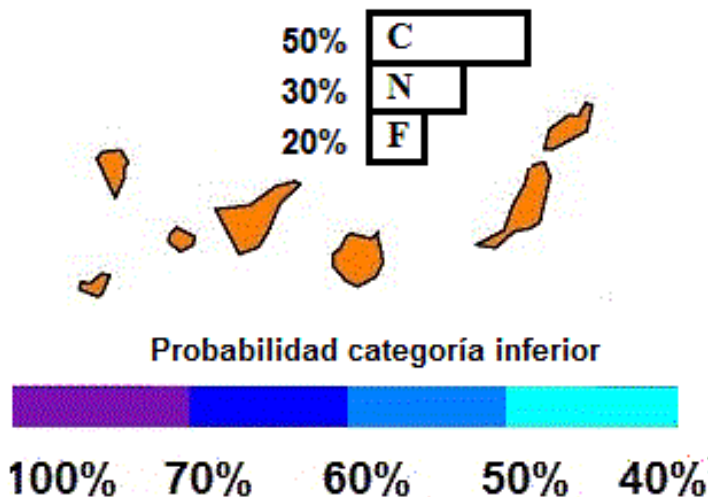 50% C
30% N
20% F
Probabilidad categoría inferior
100% 70% 60% 50% 40%